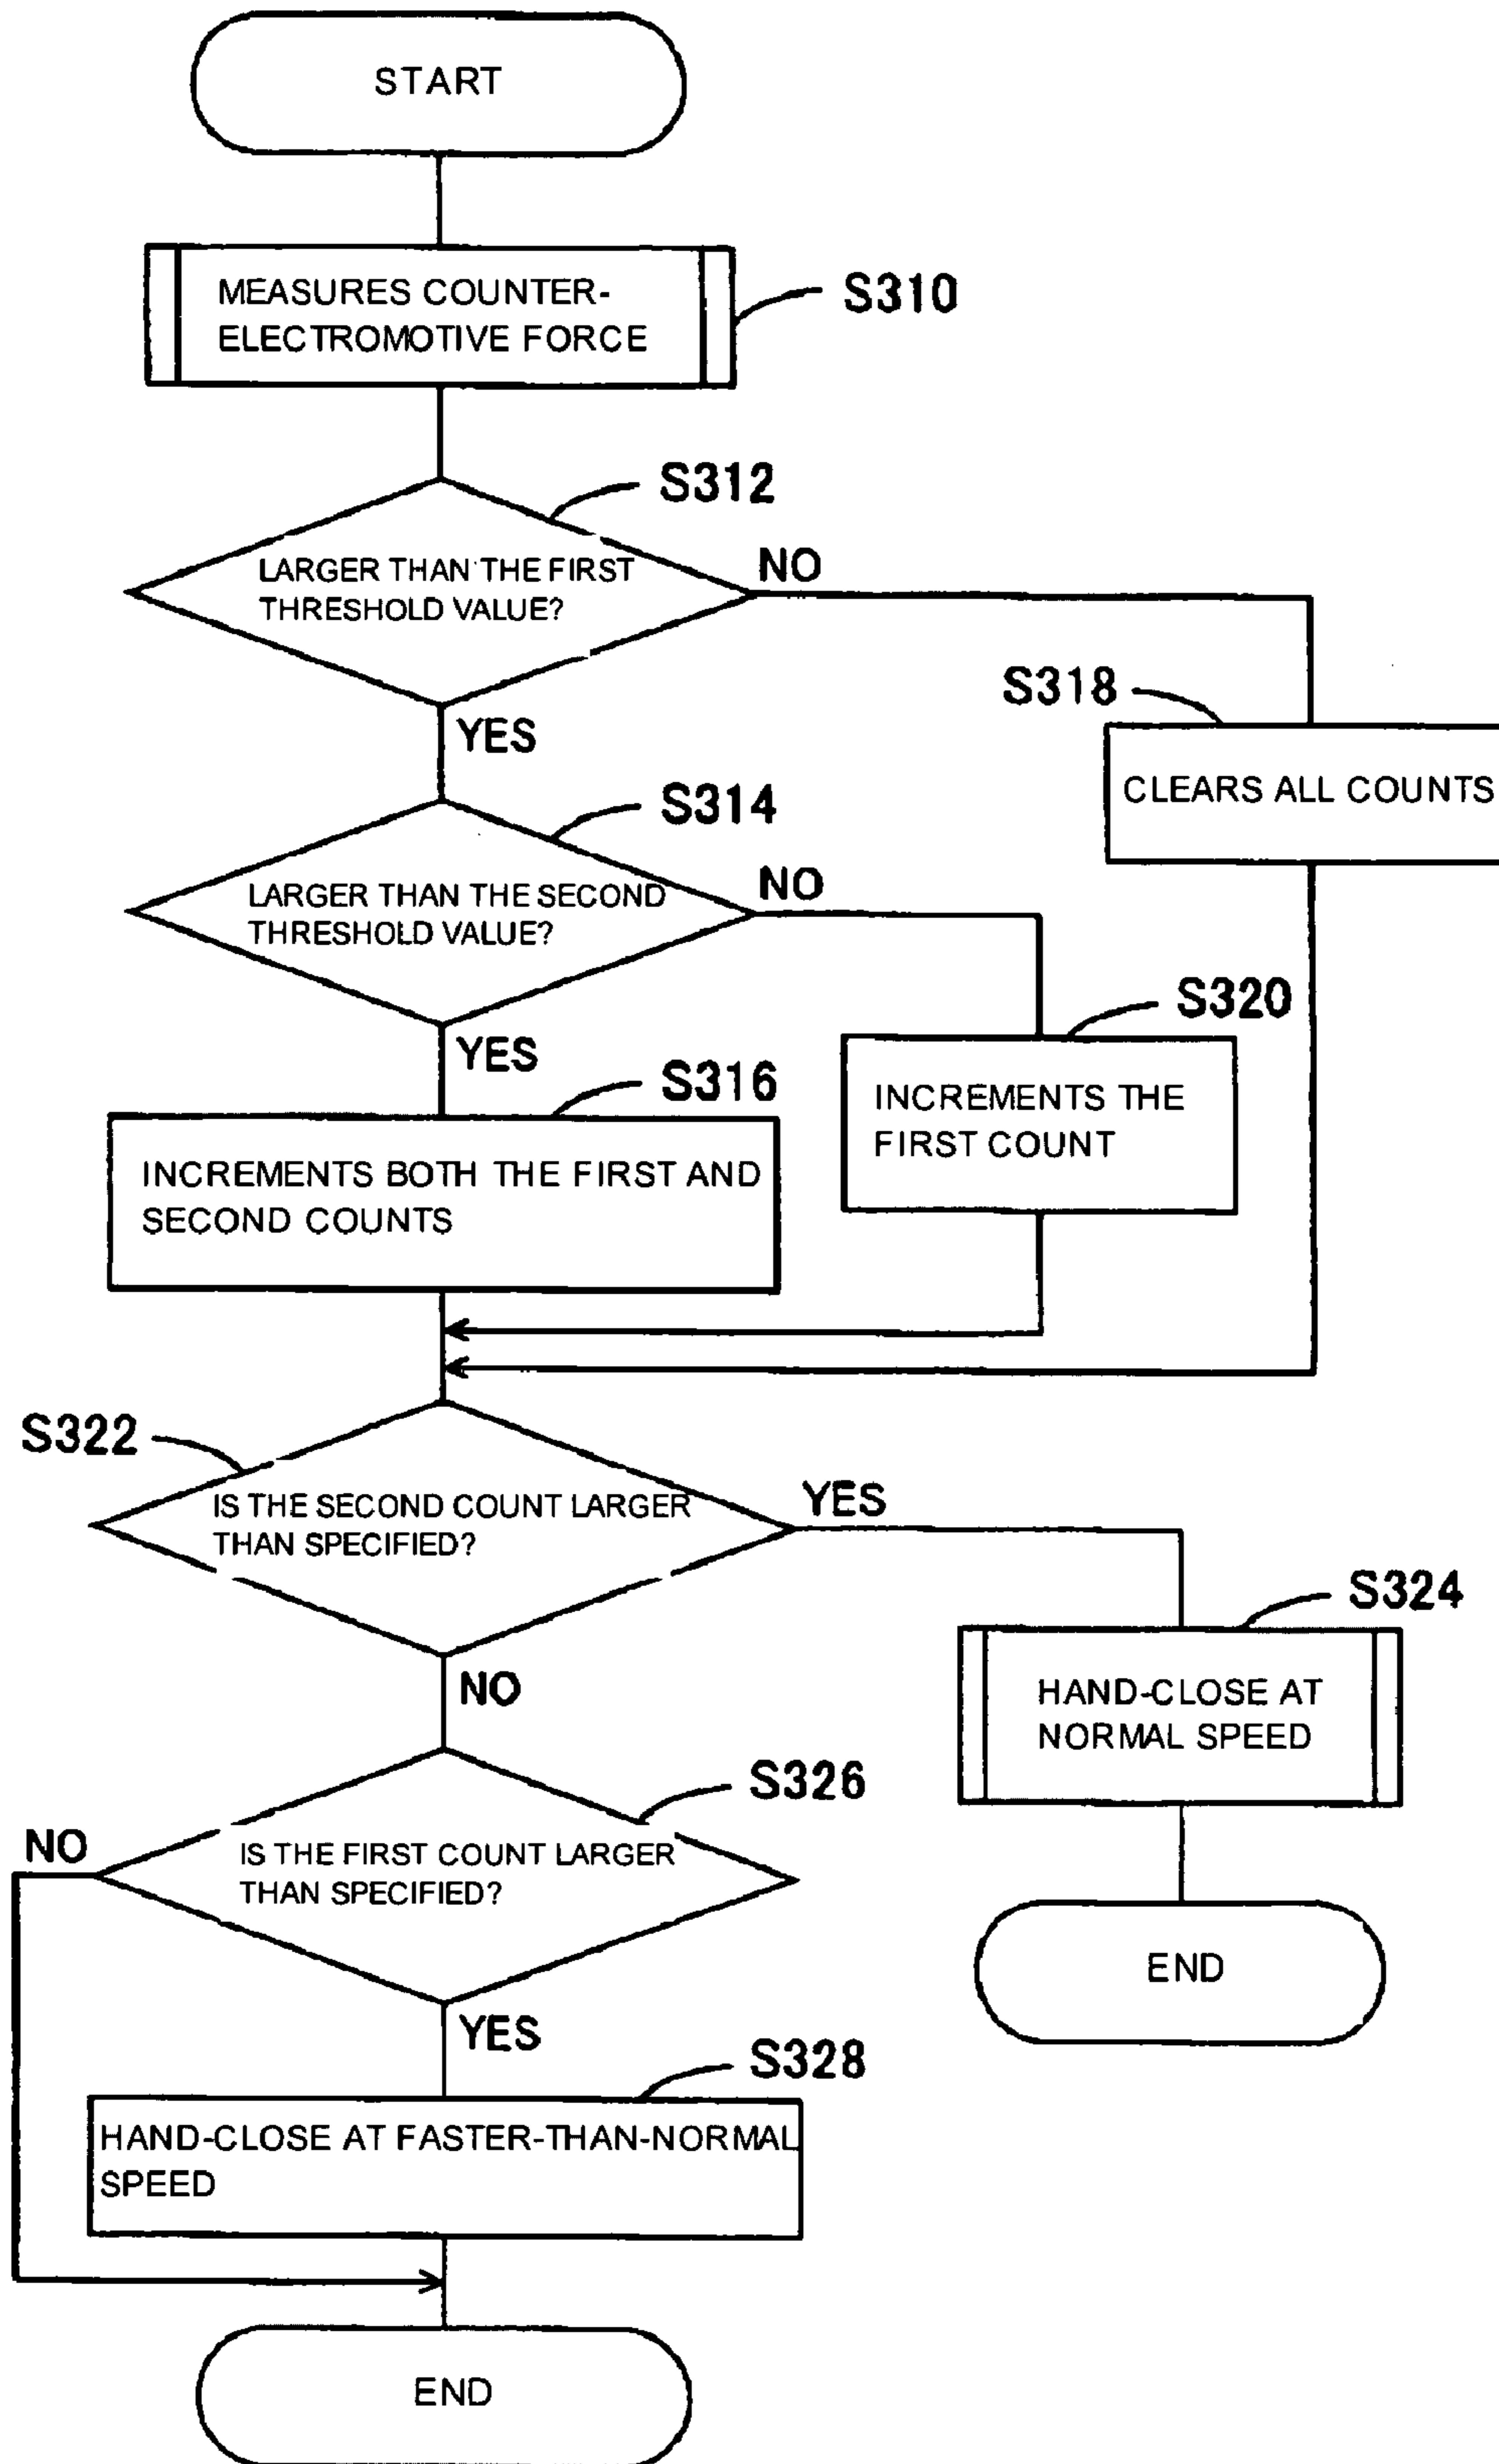 START
MEASURES COUNTER-
ELECTROMOTIVE FORCE
S310
S312
LARGER THAN THE FIRST
THRESHOLD VALUE?
NO
YES
S318
CLEARS ALL COUNTS
S314
LARGER THAN THE SECOND
THRESHOLD VALUE?
NO
YES
S320
INCREMENTS THE
FIRST COUNT
S316
INCREMENTS BOTH THE FIRST AND
SECOND COUNTS
S322
IS THE SECOND COUNT LARGER
THAN SPECIFIED?
YES
NO
S324
HAND-CLOSE AT
NORMAL SPEED
END
S326
IS THE FIRST COUNT LARGER
THAN SPECIFIED?
NO
YES
S328
HAND-CLOSE AT FASTER-THAN-NORMAL
SPEED
END